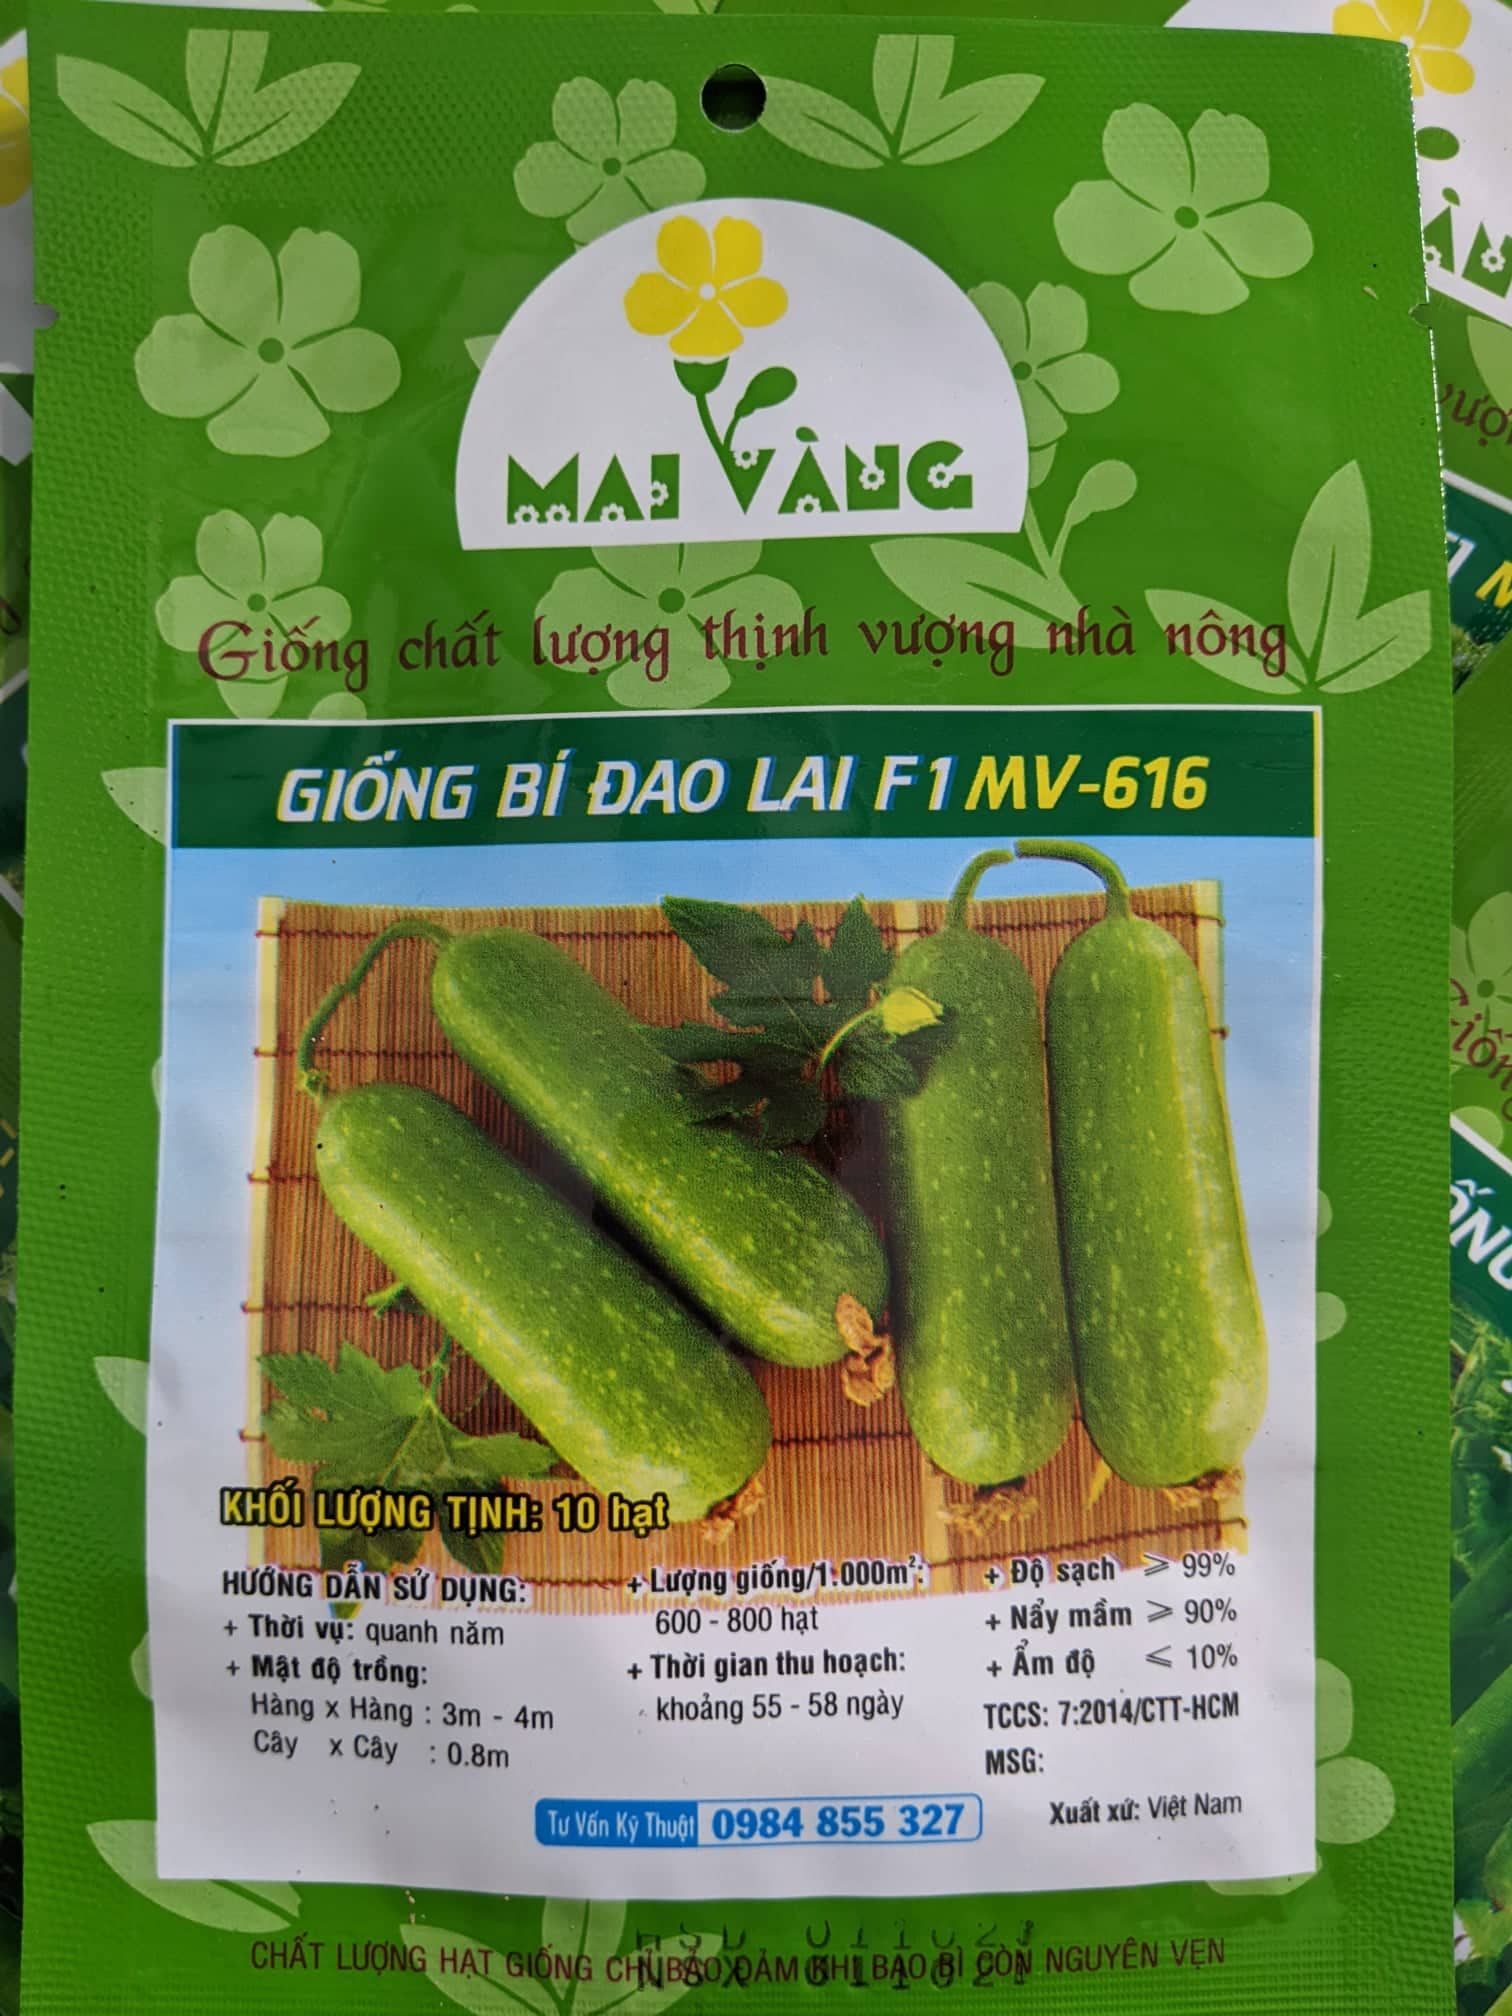 MAI VÀNG
Giống chất lượng thịnh vượng nhà nông
GIỐNG BÍ ĐAO LAI F1 MV-616
KHỐI LƯỢNG TỊNH: 10 hạt
HƯỚNG DẪN SỬ DỤNG:
+ Thời vụ: quanh năm
+ Mật độ trồng:
Hàng x Hàng : 3m - 4m
Cây x Cây : 0.8m
+ Lượng giống/1.000m²:
600 - 800 hạt
+ Thời gian thu hoạch:
khoảng 55 - 58 ngày
+ Độ sạch ⩾ 99%
+ Nẩy mầm ⩾ 90%
+ Ẩm độ ⩽ 10%
TCCS: 7:2014/CTT-HCM
MSG:
Xuất xứ: Việt Nam
Tư Vấn Kỹ Thuật 0984 855 327
CHẤT LƯỢNG HẠT GIỐNG CHỈ BẢO ĐẢM KHI BAO BÌ CÒN NGUYÊN VẸN
HSD
NSX